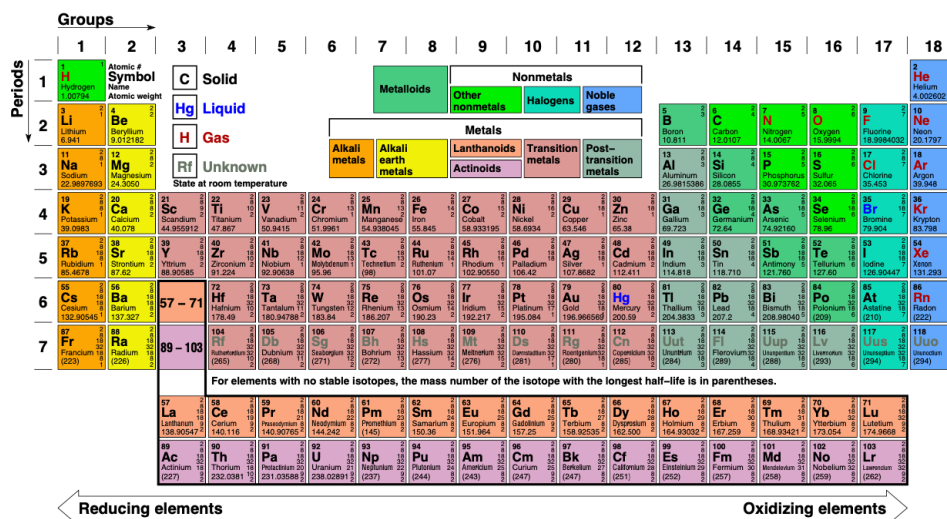 Groups
1 2 3 4 5 6 7 8 9 10 11 12 13 14 15 16 17 18
Periods
1
1 H Hydrogen 1.00794
Atomic #
Symbol
Name
Atomic weight
C Solid
Hg Liquid
H Gas
Rf Unknown
State at room temperature
Metalloids
Nonmetals
Other nonmetals
Halogens
Noble gases
Metals
Alkali metals
Alkali earth metals
Lanthanoids
Actinoids
Transition metals
Post-transition metals
2 He Helium 4.002602
2
3 Li Lithium 6.941
4 Be Beryllium 9.012182
5 B Boron 10.811
6 C Carbon 12.0107
7 N Nitrogen 14.0067
8 O Oxygen 15.9994
9 F Fluorine 18.9984032
10 Ne Neon 20.1797
3
11 Na Sodium 22.9897693
12 Mg Magnesium 24.3050
13 Al Aluminum 26.9815386
14 Si Silicon 28.0855
15 P Phosphorus 30.973762
16 S Sulfur 32.065
17 Cl Chlorine 35.453
18 Ar Argon 39.948
4
19 K Potassium 39.0983
20 Ca Calcium 40.078
21 Sc Scandium 44.955912
22 Ti Titanium 47.867
23 V Vanadium 50.9415
24 Cr Chromium 51.9961
25 Mn Manganese 54.938045
26 Fe Iron 55.845
27 Co Cobalt 58.933195
28 Ni Nickel 58.6934
29 Cu Copper 63.546
30 Zn Zinc 65.38
31 Ga Gallium 69.723
32 Ge Germanium 72.64
33 As Arsenic 74.92160
34 Se Selenium 78.96
35 Br Bromine 79.904
36 Kr Krypton 83.798
5
37 Rb Rubidium 85.4678
38 Sr Strontium 87.62
39 Y Yttrium 88.90585
40 Zr Zirconium 91.224
41 Nb Niobium 92.90638
42 Mo Molybdenum 95.96
43 Tc Technetium (98)
44 Ru Ruthenium 101.07
45 Rh Rhodium 102.90550
46 Pd Palladium 106.42
47 Ag Silver 107.8682
48 Cd Cadmium 112.411
49 In Indium 114.818
50 Sn Tin 118.710
51 Sb Antimony 121.760
52 Te Tellurium 127.60
53 I Iodine 126.90447
54 Xe Xenon 131.293
6
55 Cs Cesium 132.90545
56 Ba Barium 137.327
57 – 71
72 Hf Hafnium 178.49
73 Ta Tantalum 180.94788
74 W Tungsten 183.84
75 Re Rhenium 186.207
76 Os Osmium 190.23
77 Ir Iridium 192.217
78 Pt Platinum 195.084
79 Au Gold 196.966569
80 Hg Mercury 200.59
81 Tl Thallium 204.3833
82 Pb Lead 207.2
83 Bi Bismuth 208.98040
84 Po Polonium (209)
85 At Astatine (210)
86 Rn Radon (222)
7
87 Fr Francium (223)
88 Ra Radium (226)
89 – 103
104 Rf Rutherfordium (265)
105 Db Dubnium (268)
106 Sg Seaborgium (271)
107 Bh Bohrium (272)
108 Hs Hassium (277)
109 Mt Meitnerium (276)
110 Ds Darmstadtium (281)
111 Rg Roentgenium (280)
112 Cn Copernicium (285)
113 Uut Ununtrium (284)
114 Fl Flerovium (289)
115 Uup Ununpentium (288)
116 Lv Livermorium (293)
117 Uus Ununseptium (294)
118 Uuo Ununoctium (294)
For elements with no stable isotopes, the mass number of the isotope with the longest half-life is in parentheses.
57 La Lanthanum 138.90547
58 Ce Cerium 140.116
59 Pr Praseodymium 140.90765
60 Nd Neodymium 144.242
61 Pm Promethium (145)
62 Sm Samarium 150.36
63 Eu Europium 151.964
64 Gd Gadolinium 157.25
65 Tb Terbium 158.92535
66 Dy Dysprosium 162.500
67 Ho Holmium 164.93032
68 Er Erbium 167.259
69 Tm Thulium 168.93421
70 Yb Ytterbium 173.054
71 Lu Lutetium 174.9668
89 Ac Actinium (227)
90 Th Thorium 232.0381
91 Pa Protactinium 231.03588
92 U Uranium 238.02891
93 Np Neptunium (237)
94 Pu Plutonium (244)
95 Am Americium (243)
96 Cm Curium (247)
97 Bk Berkelium (247)
98 Cf Californium (251)
99 Es Einsteinium (252)
100 Fm Fermium (257)
101 Md Mendelevium (258)
102 No Nobelium (259)
103 Lr Lawrencium (262)
Reducing elements
Oxidizing elements